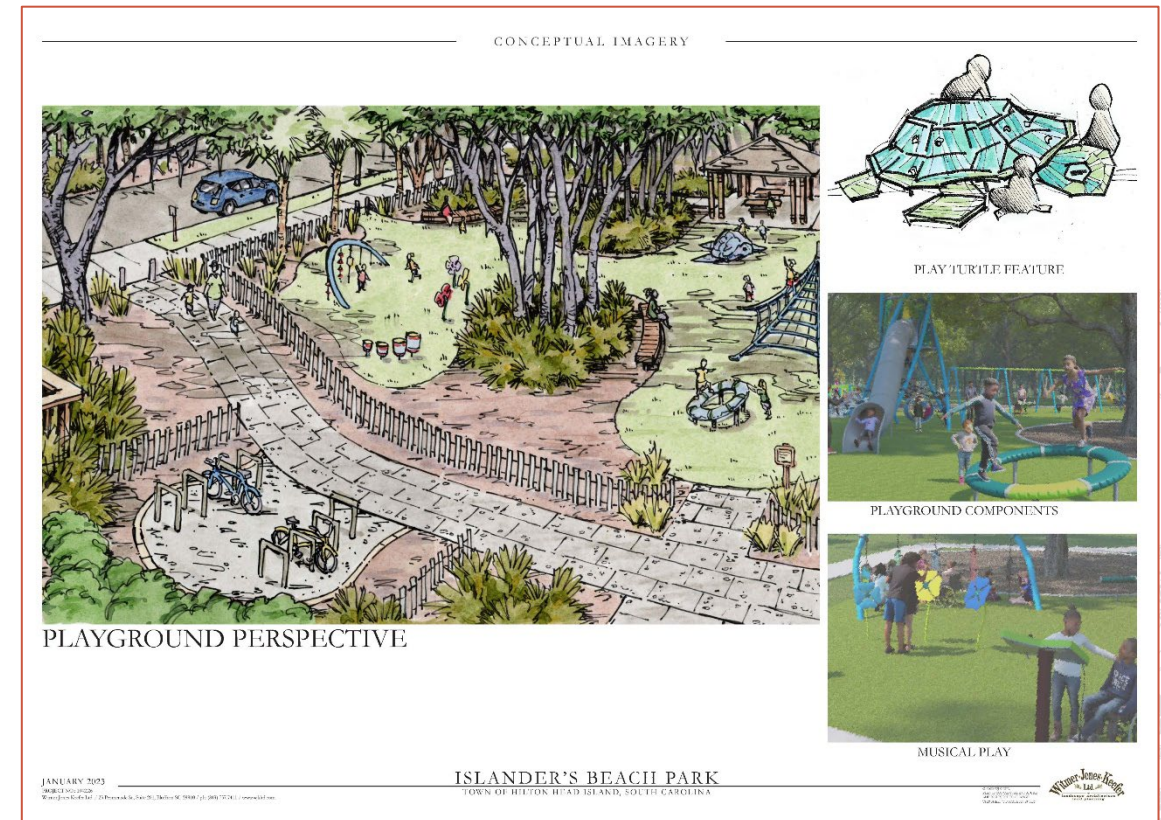 CONCEPTUAL IMAGERY
PLAY TURTLE FEATURE
PLAYGROUND COMPONENTS
PLAYGROUND PERSPECTIVE
MUSICAL PLAY
JANUARY 2023
ISLANDER'S BEACH PARK
TOWN OF HILTON HEAD ISLAND, SOUTH CAROLINA
Witmer Jones Keefer
Ltd.